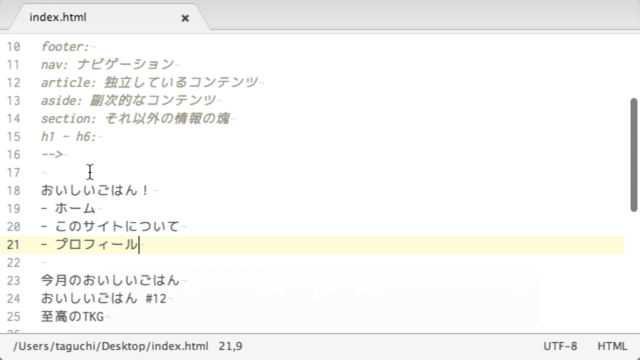 index.html ×
10 footer:
11 nav: ナビゲーション
12 article: 独立しているコンテンツ
13 aside: 副次的なコンテンツ
14 section: それ以外の情報の塊
15 h1 - h6:
16 -->
17
18 おいしいごはん！
19 - ホーム
20 - このサイトについて
21 - プロフィール
22
23 今月のおいしいごはん
24 おいしいごはん #12
25 至高のTKG
/Users/taguchi/Desktop/index.html 21,9 UTF-8 HTML